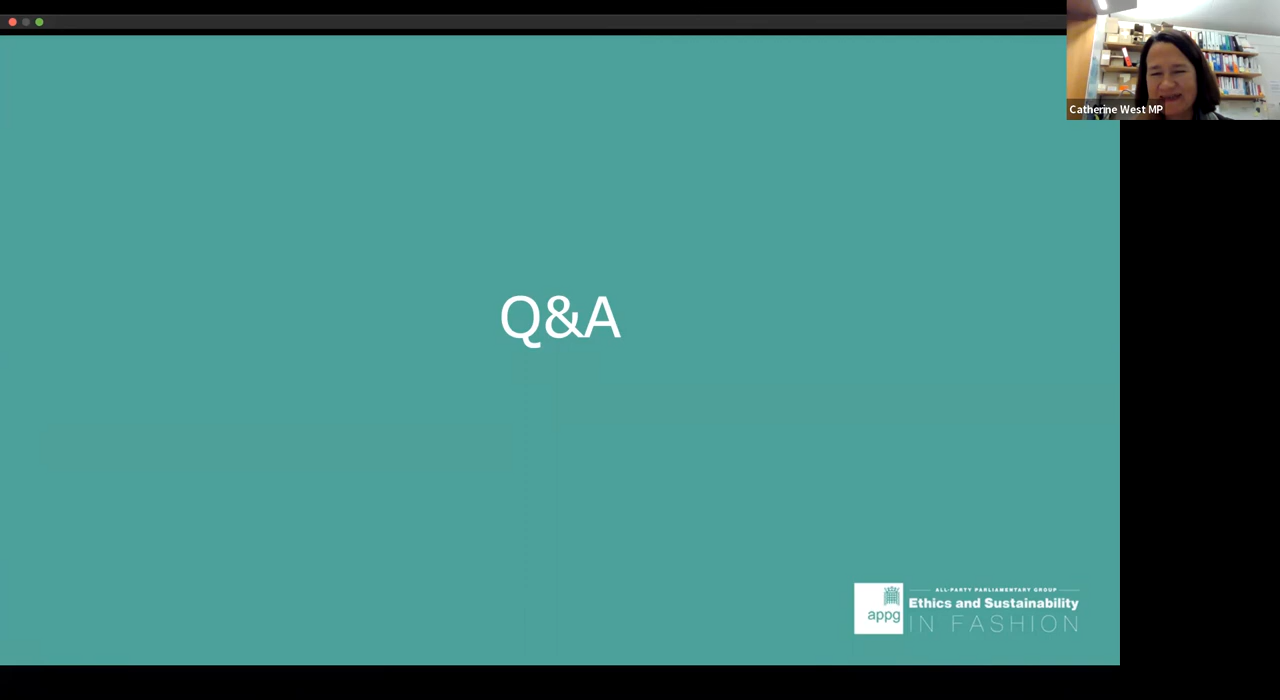 Catherine West MP
Q&A
ALL-PARTY PARLIAMENTARY GROUP
appg
Ethics and Sustainability
IN FASHION